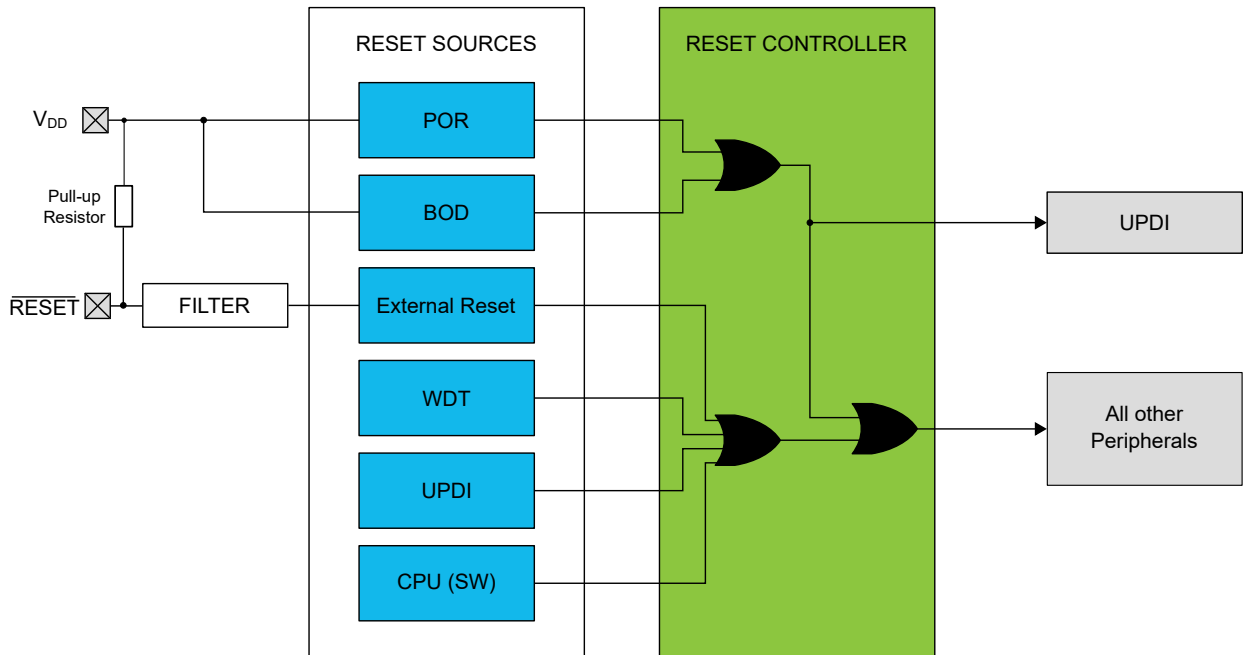 RESET SOURCES
RESET CONTROLLER
VDD
POR
Pull-up
Resistor
BOD
UPDI
RESET
FILTER
External Reset
WDT
All other
Peripherals
UPDI
CPU (SW)